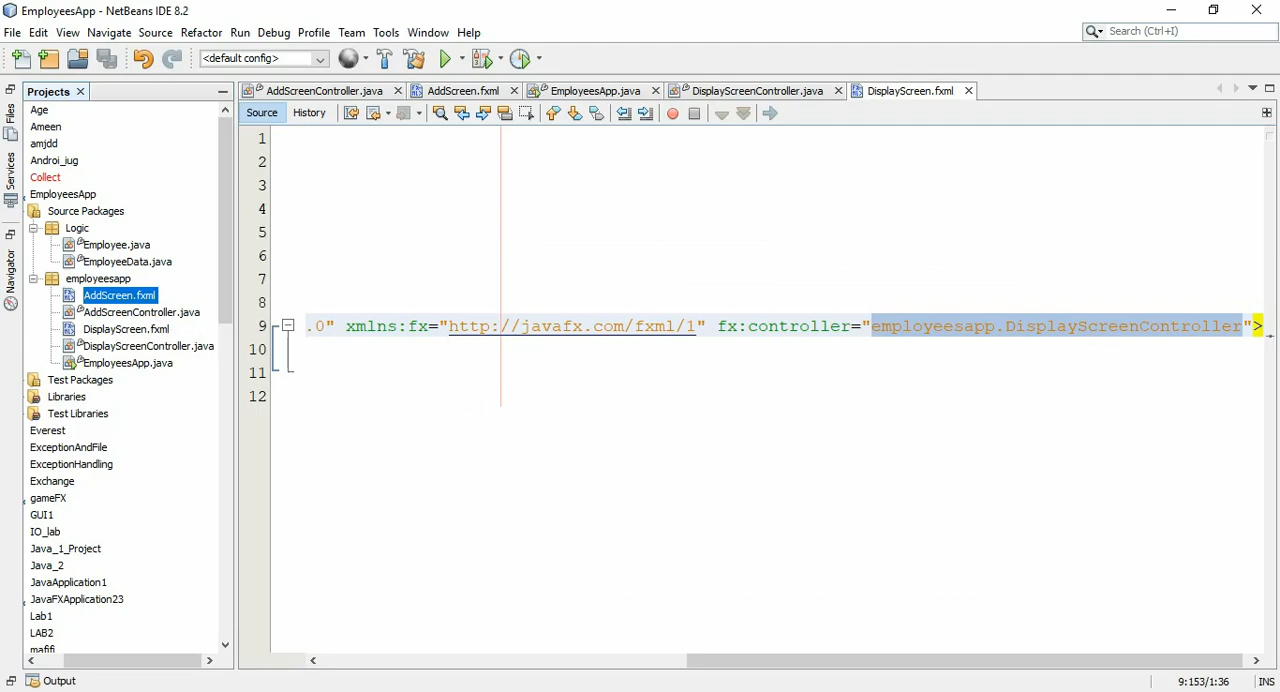 EmployeesApp - NetBeans IDE 8.2
File Edit View Navigate Source Refactor Run Debug Profile Team Tools Window Help
Search (Ctrl+I)
<default config>
Projects
AddScreenController.java
AddScreen.fxml
EmployeesApp.java
DisplayScreenController.java
DisplayScreen.fxml
Source
History
Files
Services
Navigator
Age
Ameen
amjdd
Androi_iug
Collect
EmployeesApp
Source Packages
Logic
Employee.java
EmployeeData.java
employeesapp
AddScreen.fxml
AddScreenController.java
DisplayScreen.fxml
DisplayScreenController.java
EmployeesApp.java
Test Packages
Libraries
Test Libraries
Everest
ExceptionAndFile
ExceptionHandling
Exchange
gameFX
GUI1
IO_lab
Java_1_Project
Java_2
JavaApplication1
JavaFXApplication23
Lab1
LAB2
mafifi
1
2
3
4
5
6
7
8
9 .0" xmlns:fx="http://javafx.com/fxml/1" fx:controller="employeesapp.DisplayScreenController">
10
11
12
Output
9:153/1:36
INS